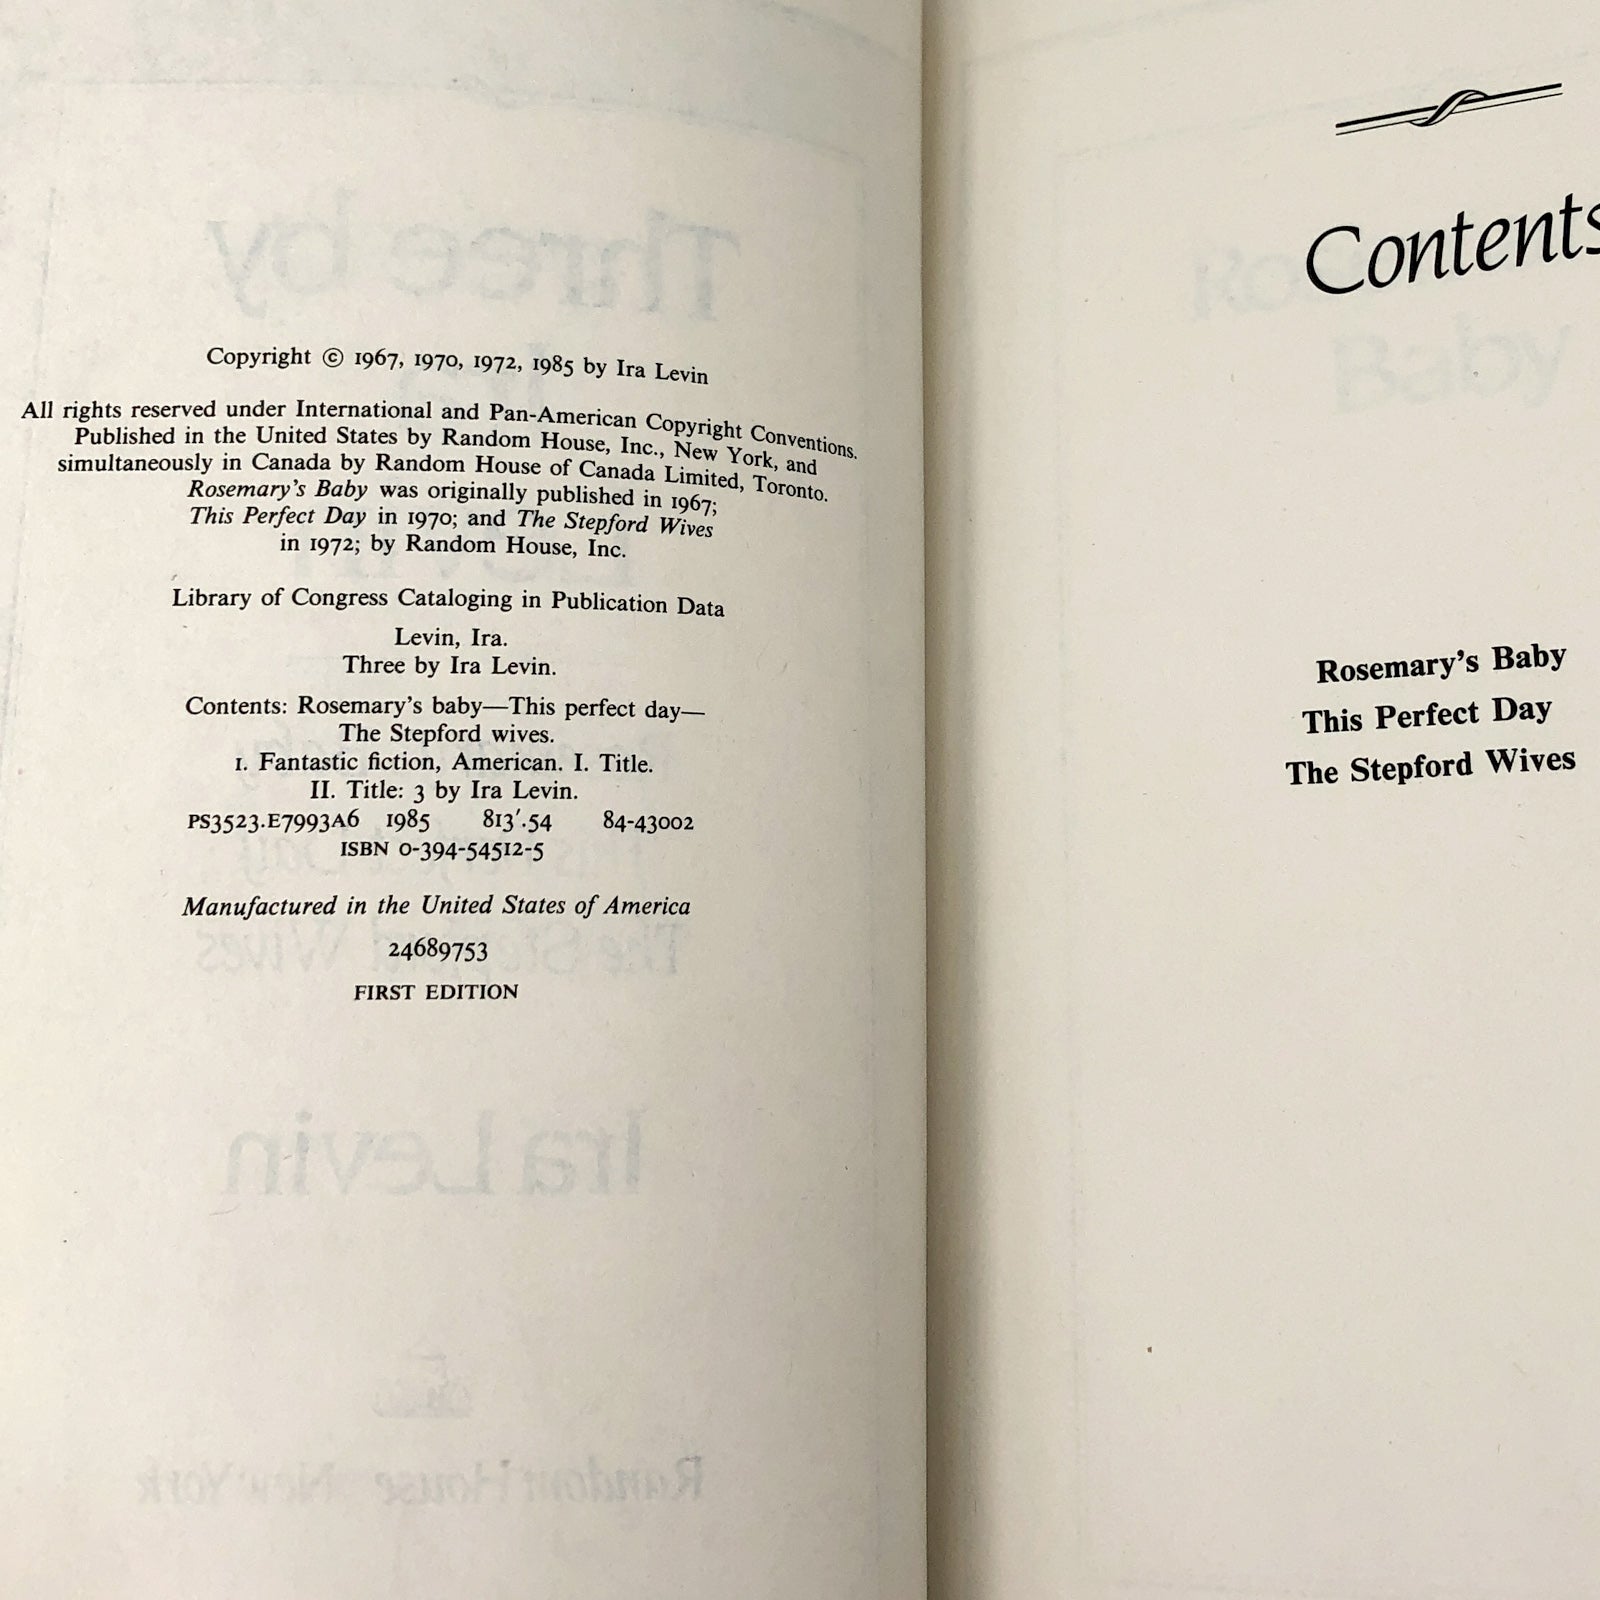 Copyright © 1967, 1970, 1972, 1985 by Ira Levin
All rights reserved under International and Pan-American Copyright Conventions.
Published in the United States by Random House, Inc., New York, and
simultaneously in Canada by Random House of Canada Limited, Toronto.
Rosemary's Baby was originally published in 1967;
This Perfect Day in 1970; and The Stepford Wives
in 1972; by Random House, Inc.
Library of Congress Cataloging in Publication Data
Levin, Ira.
Three by Ira Levin.
Contents: Rosemary's baby—This perfect day—
The Stepford wives.
1. Fantastic fiction, American. I. Title.
II. Title: 3 by Ira Levin.
PS3523.E7993A6 1985 813'.54 84-43002
ISBN 0-394-54512-5
Manufactured in the United States of America
24689753
FIRST EDITION
Contents
Rosemary's Baby
This Perfect Day
The Stepford Wives